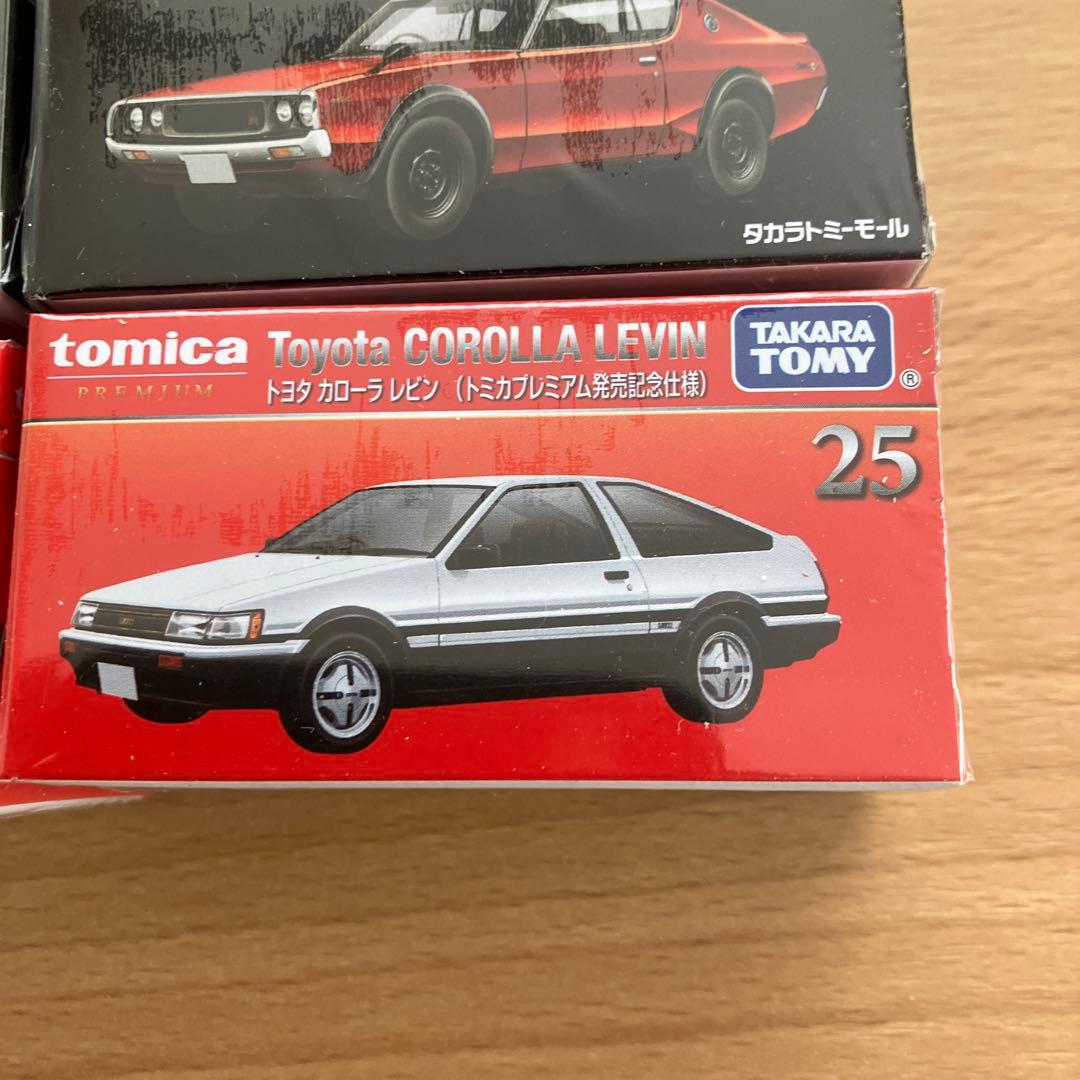 タカラトミーモール
tomica
PREMIUM
Toyota COROLLA LEVIN
トヨタ カローラ レビン （トミカプレミアム発売記念仕様）
TAKARA
TOMY
®
25